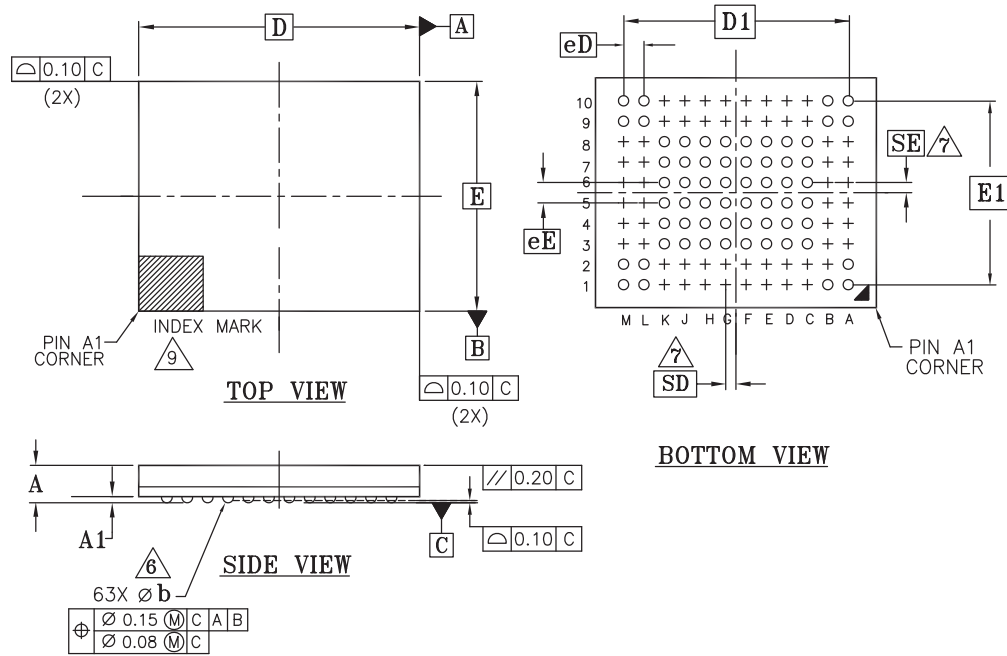 D
A
⌓ 0.10 C
(2X)
E
PIN A1
CORNER
INDEX MARK
9
B
⌓ 0.10 C
(2X)
TOP VIEW
D1
eD
10
9
8
7
6
5
4
3
2
1
SE 7
E1
eE
M L K J H G F E D C B A
7
SD
PIN A1
CORNER
BOTTOM VIEW
A
A1
// 0.20 C
⌓ 0.10 C
C
SIDE VIEW
6
63X Ø b
⌖ Ø 0.15 Ⓜ C A B
Ø 0.08 Ⓜ C